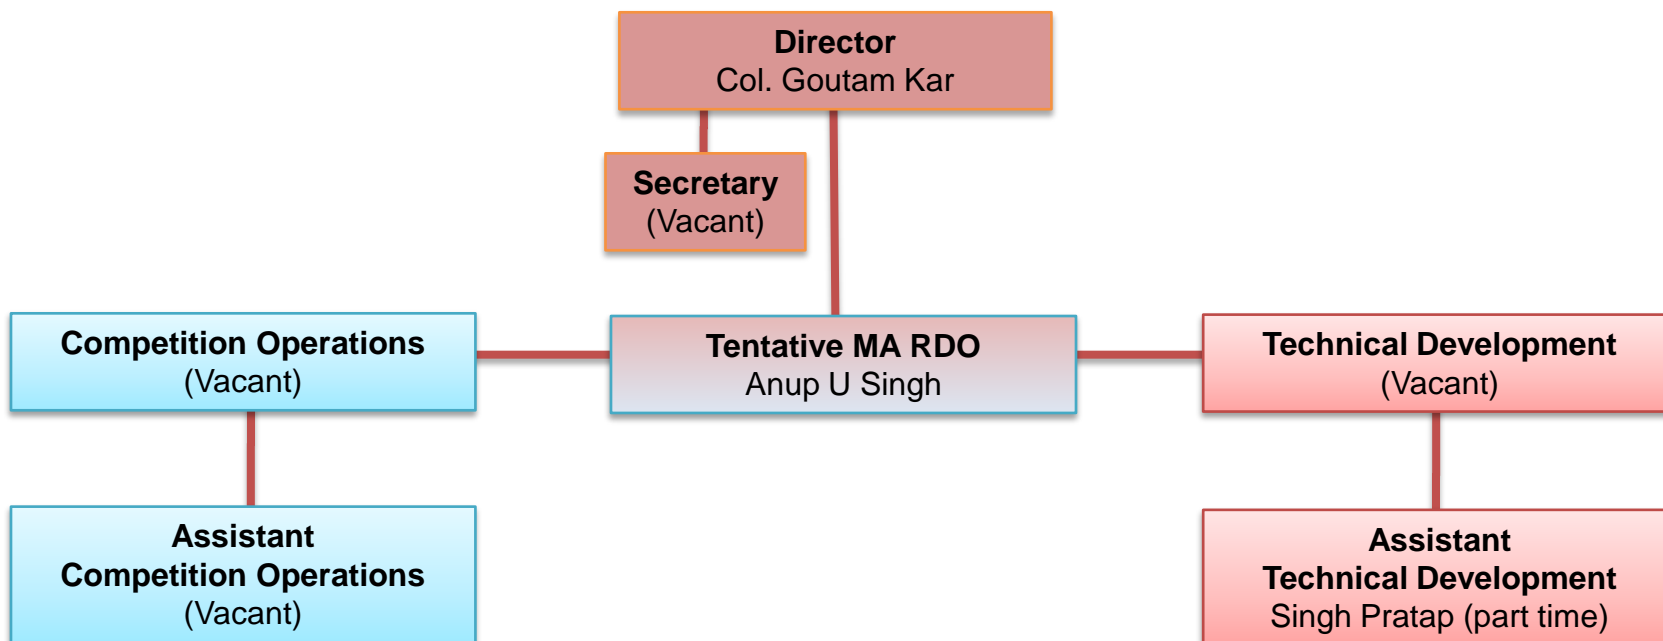 Director
Col. Goutam Kar
Secretary
(Vacant)
Competition Operations
(Vacant)
Tentative MA RDO
Anup U Singh
Technical Development
(Vacant)
Assistant
Competition Operations
(Vacant)
Assistant
Technical Development
Singh Pratap (part time)